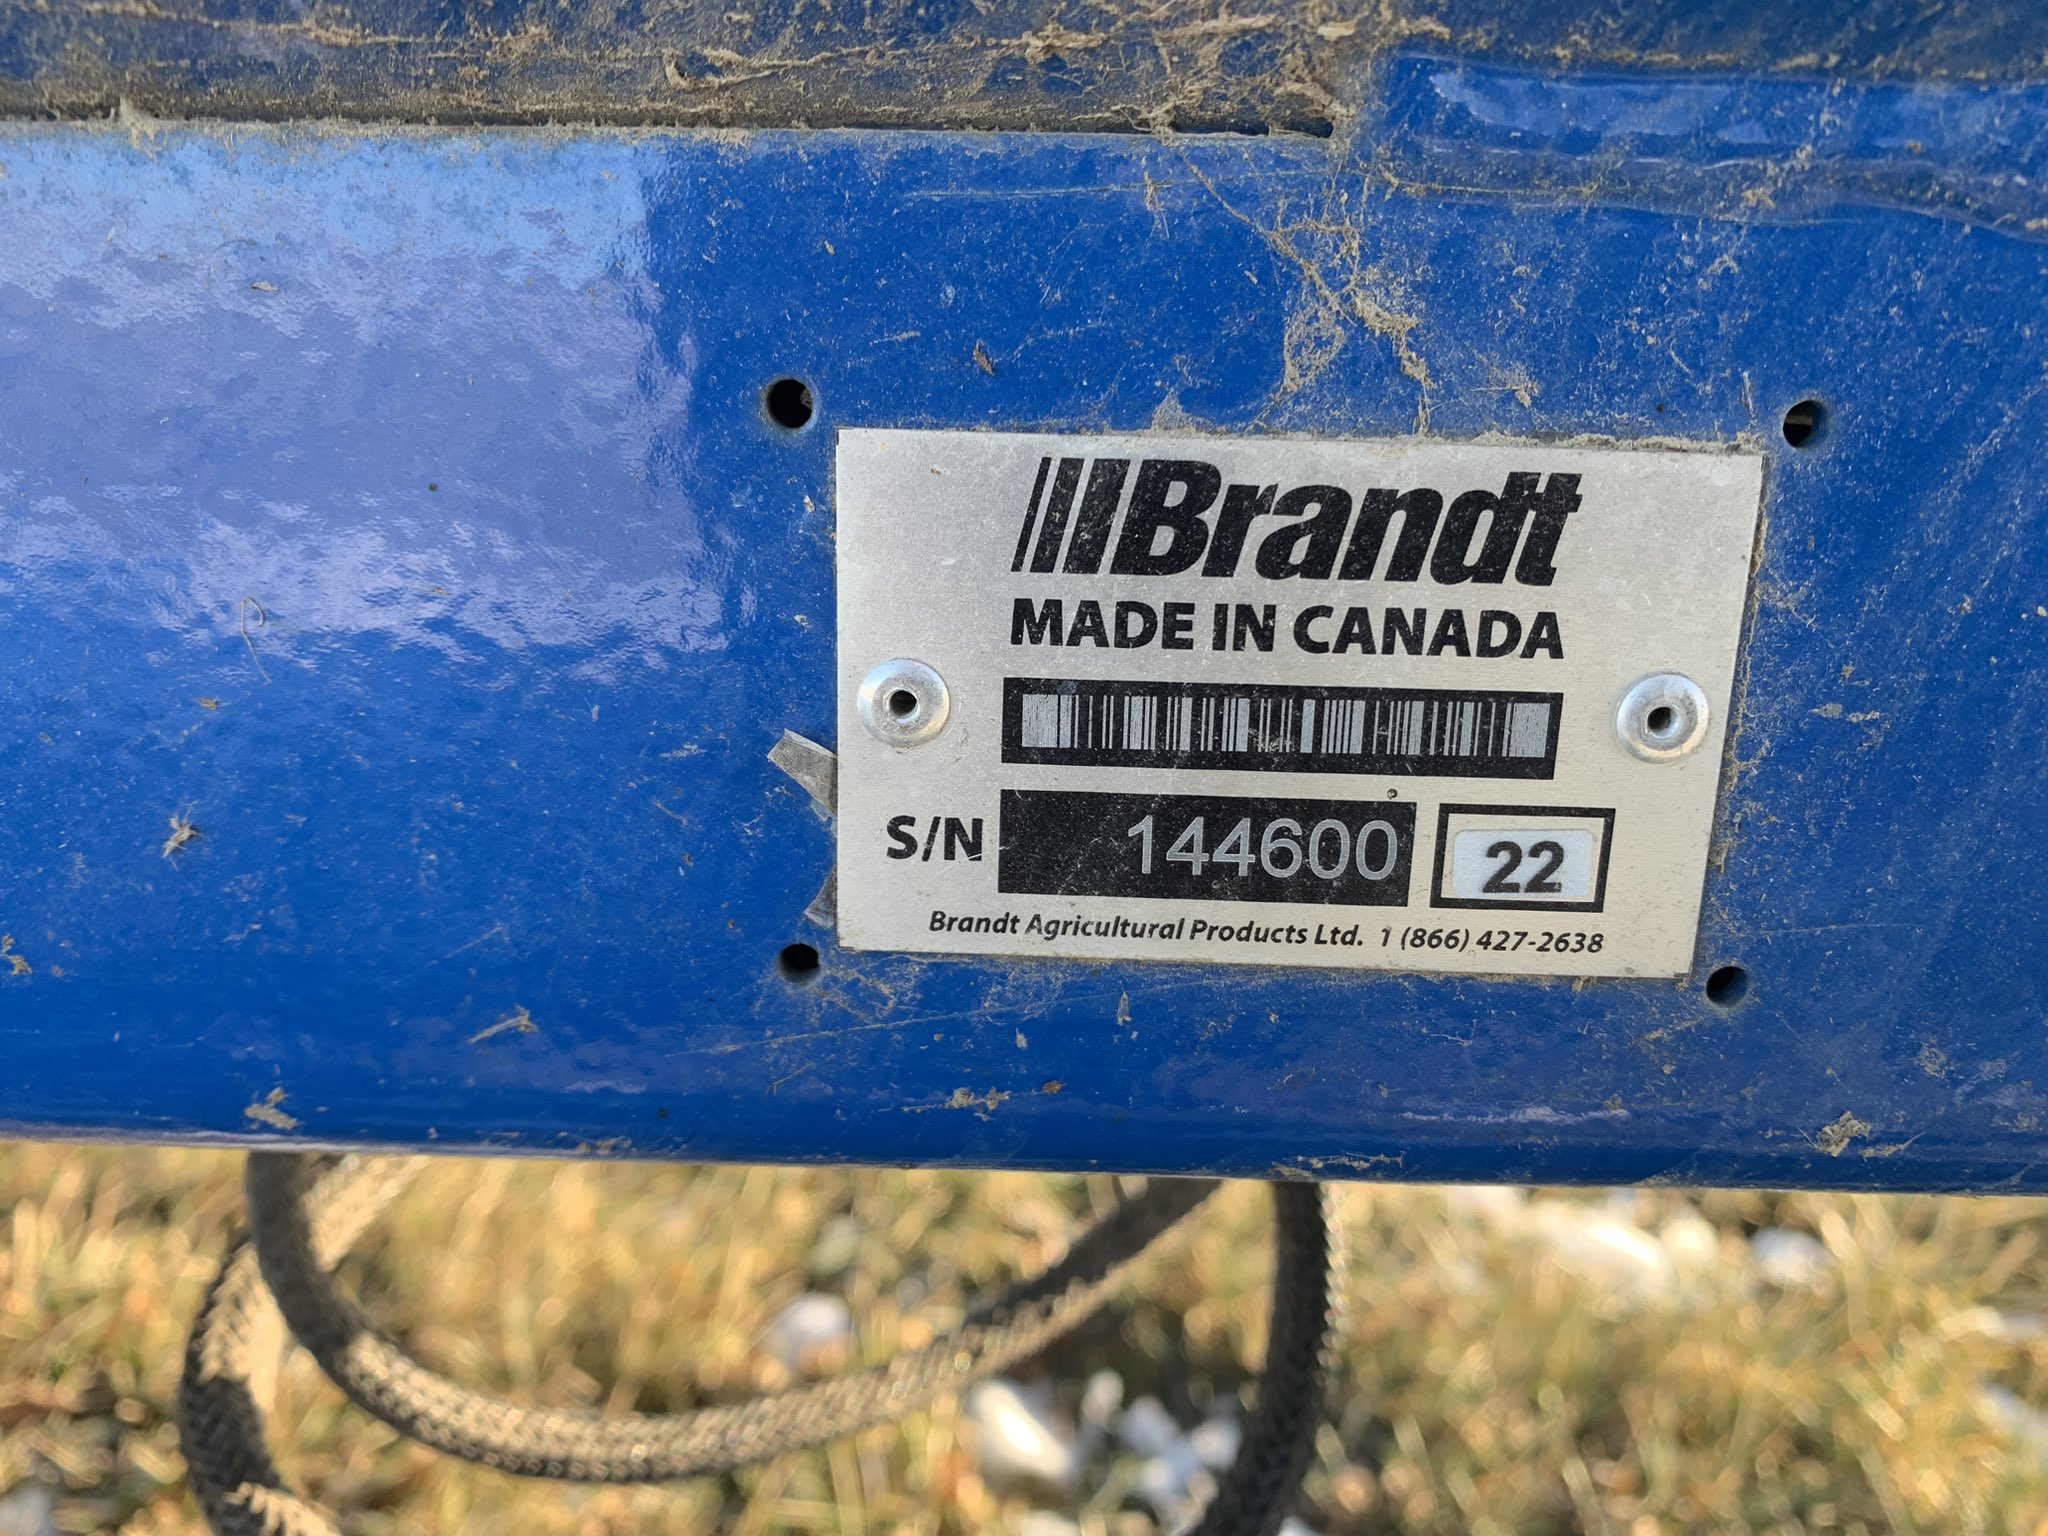 Brandt
MADE IN CANADA
S/N 144600 22
Brandt Agricultural Products Ltd. 1 (866) 427-2638